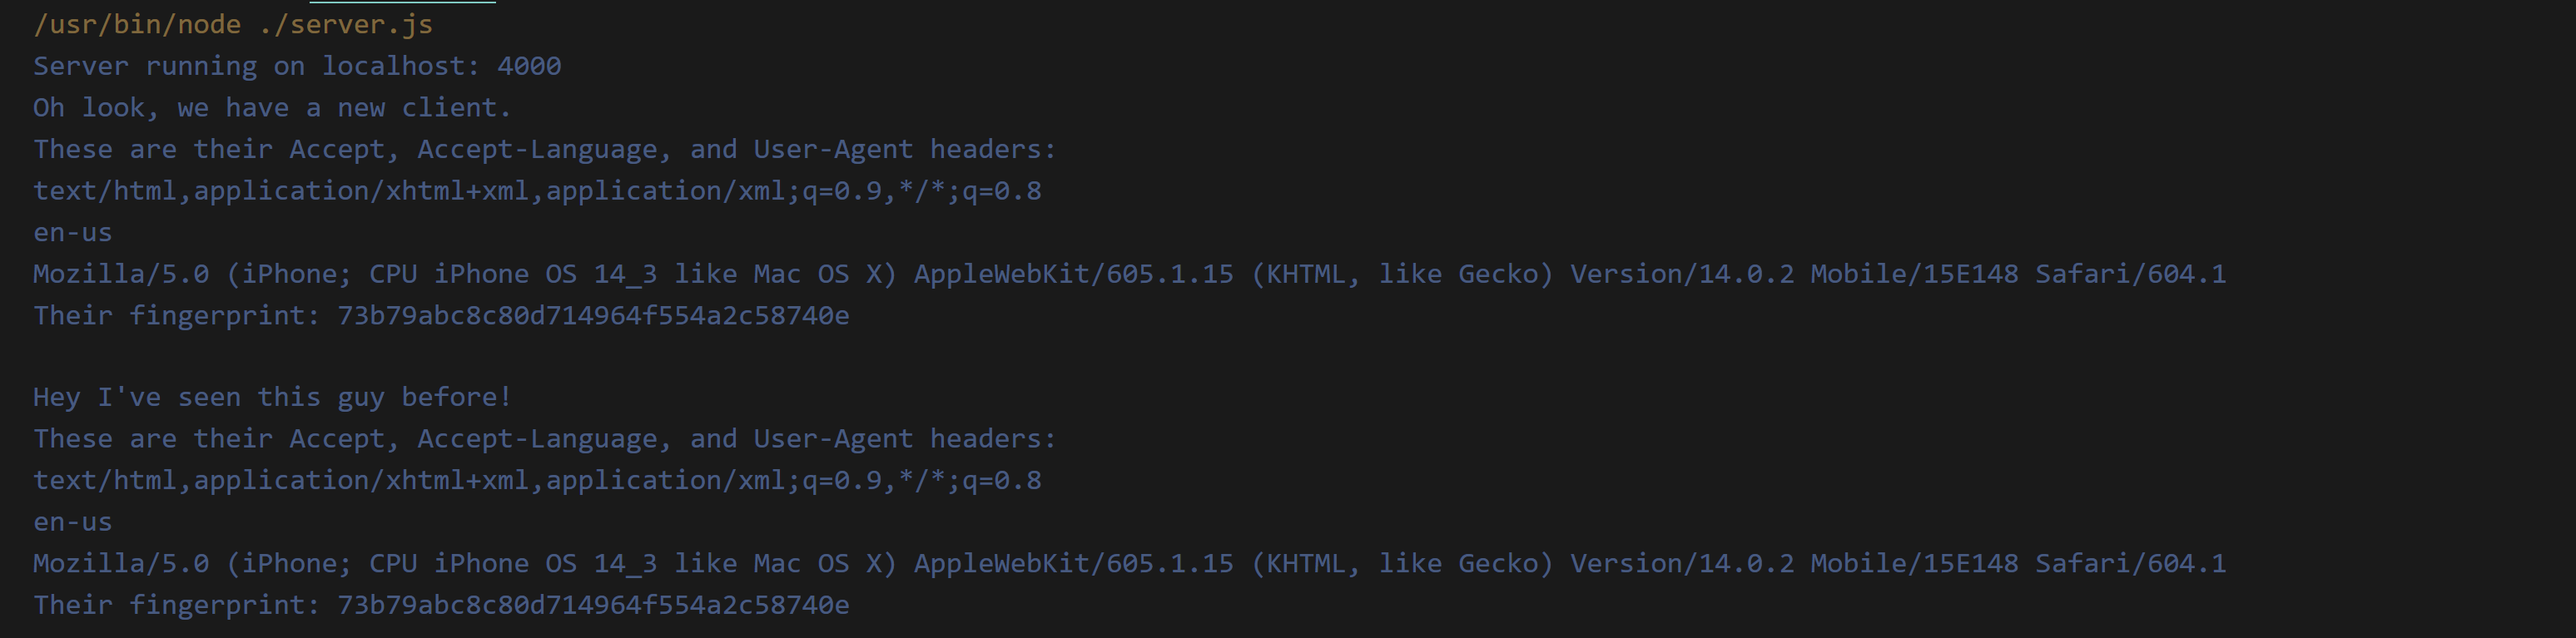 /usr/bin/node ./server.js
Server running on localhost: 4000
Oh look, we have a new client.
These are their Accept, Accept-Language, and User-Agent headers:
text/html,application/xhtml+xml,application/xml;q=0.9,*/*;q=0.8
en-us
Mozilla/5.0 (iPhone; CPU iPhone OS 14_3 like Mac OS X) AppleWebKit/605.1.15 (KHTML, like Gecko) Version/14.0.2 Mobile/15E148 Safari/604.1
Their fingerprint: 73b79abc8c80d714964f554a2c58740e
Hey I've seen this guy before!
These are their Accept, Accept-Language, and User-Agent headers:
text/html,application/xhtml+xml,application/xml;q=0.9,*/*;q=0.8
en-us
Mozilla/5.0 (iPhone; CPU iPhone OS 14_3 like Mac OS X) AppleWebKit/605.1.15 (KHTML, like Gecko) Version/14.0.2 Mobile/15E148 Safari/604.1
Their fingerprint: 73b79abc8c80d714964f554a2c58740e